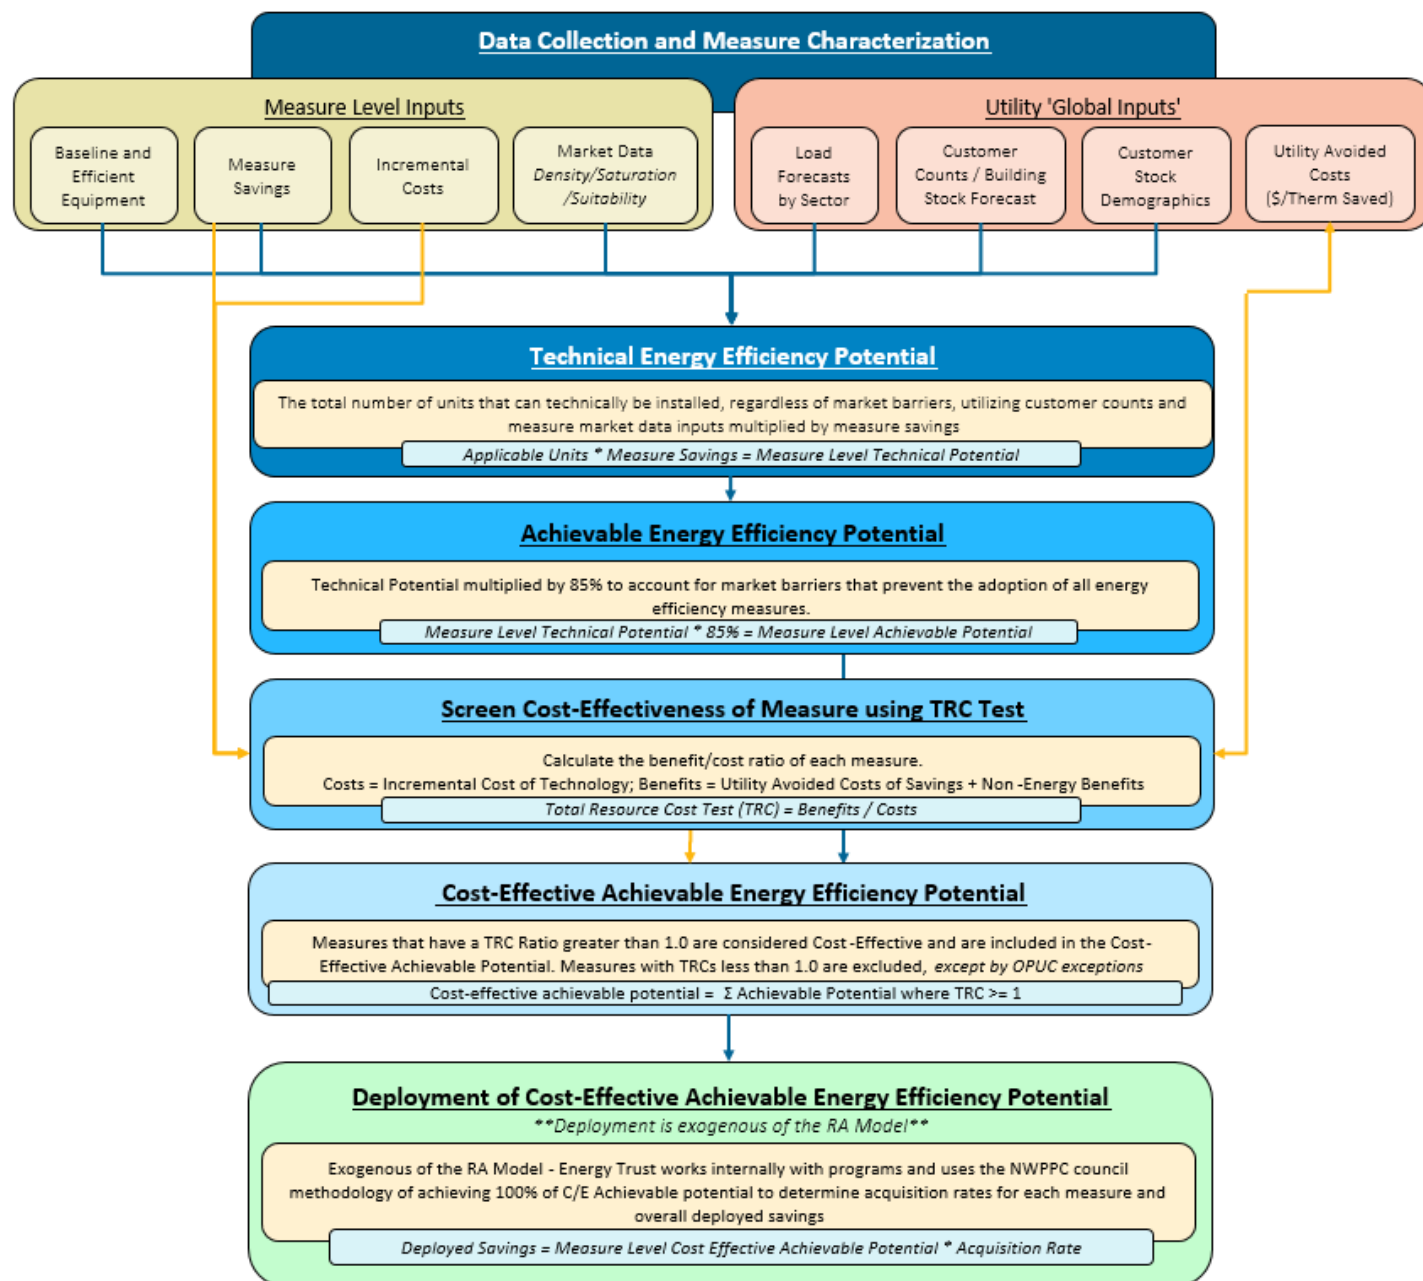 Data Collection and Measure Characterization
Measure Level Inputs
Baseline and
Efficient
Equipment
Measure
Savings
Incremental
Costs
Market Data
Density/Saturation
/Suitability
Utility 'Global Inputs'
Load
Forecasts
by Sector
Customer
Counts / Building
Stock Forecast
Customer
Stock
Demographics
Utility Avoided
Costs
($/Therm Saved)
Technical Energy Efficiency Potential
The total number of units that can technically be installed, regardless of market barriers, utilizing customer counts and
measure market data inputs multiplied by measure savings
Applicable Units * Measure Savings = Measure Level Technical Potential
Achievable Energy Efficiency Potential
Technical Potential multiplied by 85% to account for market barriers that prevent the adoption of all energy
efficiency measures.
Measure Level Technical Potential * 85% = Measure Level Achievable Potential
Screen Cost-Effectiveness of Measure using TRC Test
Calculate the benefit/cost ratio of each measure.
Costs = Incremental Cost of Technology; Benefits = Utility Avoided Costs of Savings + Non-Energy Benefits
Total Resource Cost Test (TRC) = Benefits / Costs
Cost-Effective Achievable Energy Efficiency Potential
Measures that have a TRC Ratio greater than 1.0 are considered Cost-Effective and are included in the Cost-
Effective Achievable Potential. Measures with TRCs less than 1.0 are excluded, except by OPUC exceptions
Cost-effective achievable potential = Σ Achievable Potential where TRC >= 1
Deployment of Cost-Effective Achievable Energy Efficiency Potential
**Deployment is exogenous of the RA Model**
Exogenous of the RA Model - Energy Trust works internally with programs and uses the NWPPC council
methodology of achieving 100% of C/E Achievable potential to determine acquisition rates for each measure and
overall deployed savings
Deployed Savings = Measure Level Cost Effective Achievable Potential * Acquisition Rate